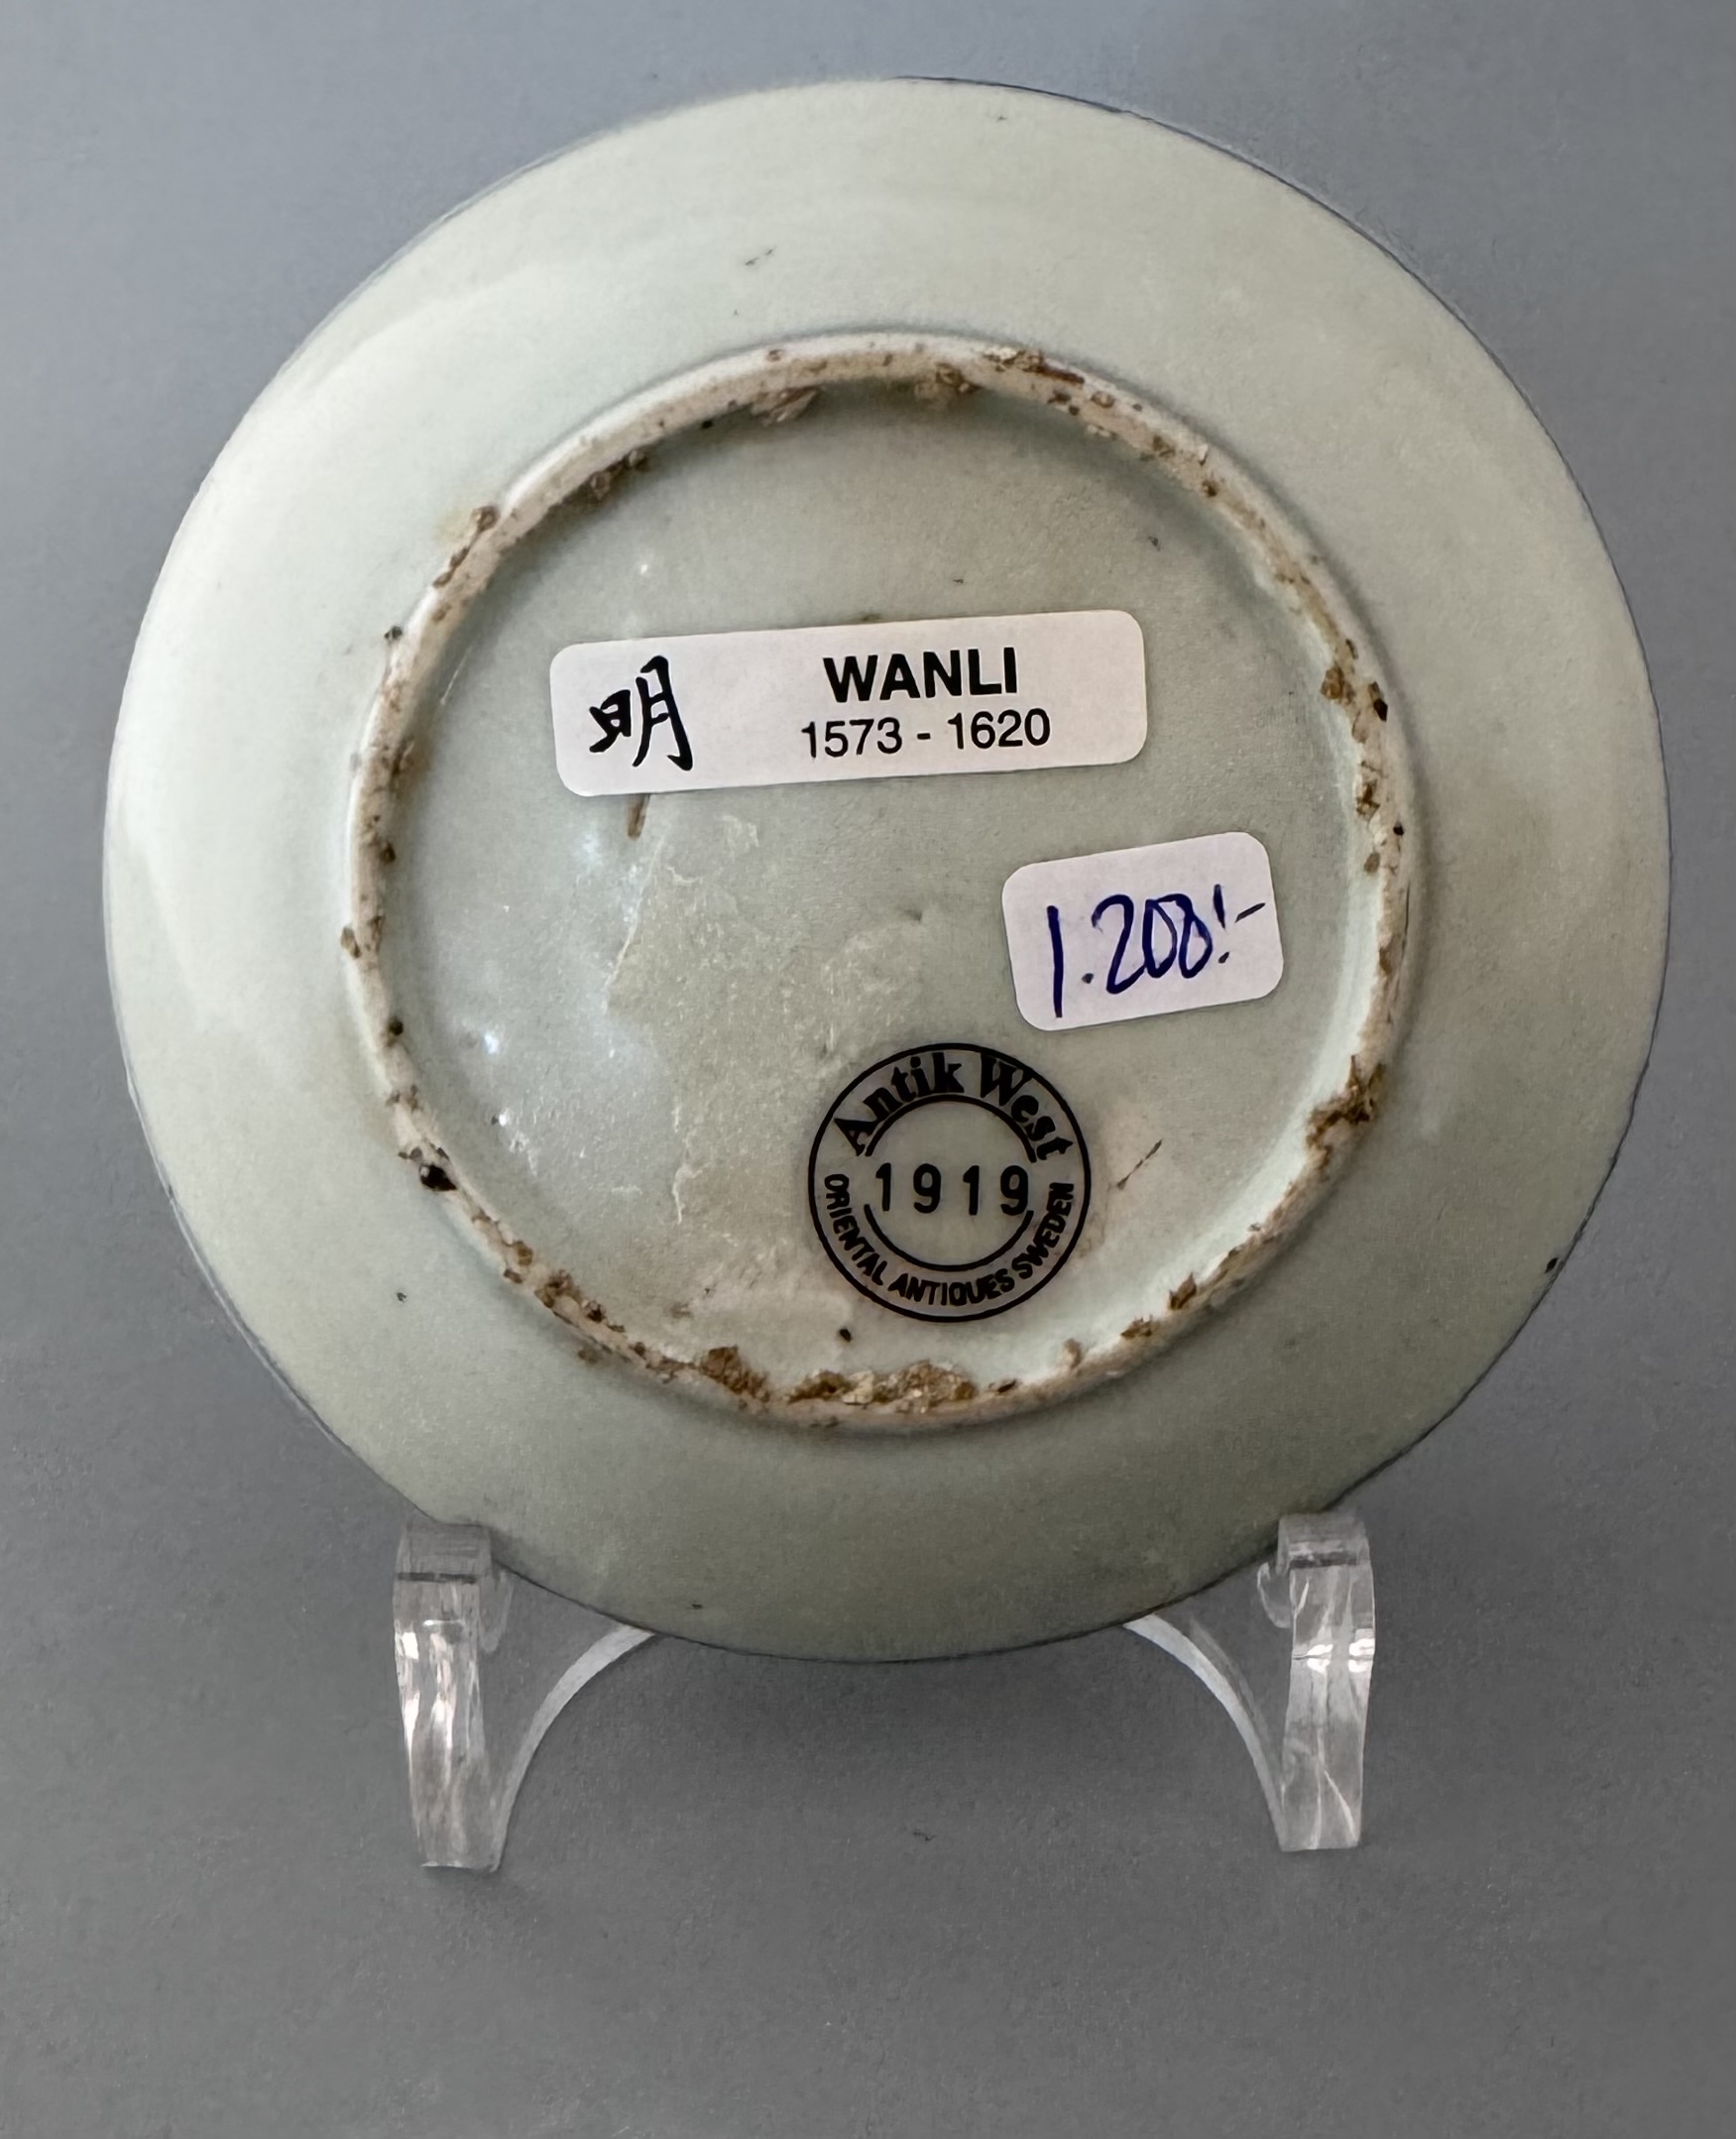 明
WANLI
1573 - 1620
1.200:-
Antik West
1919
ORIENTAL ANTIQUES SWEDEN